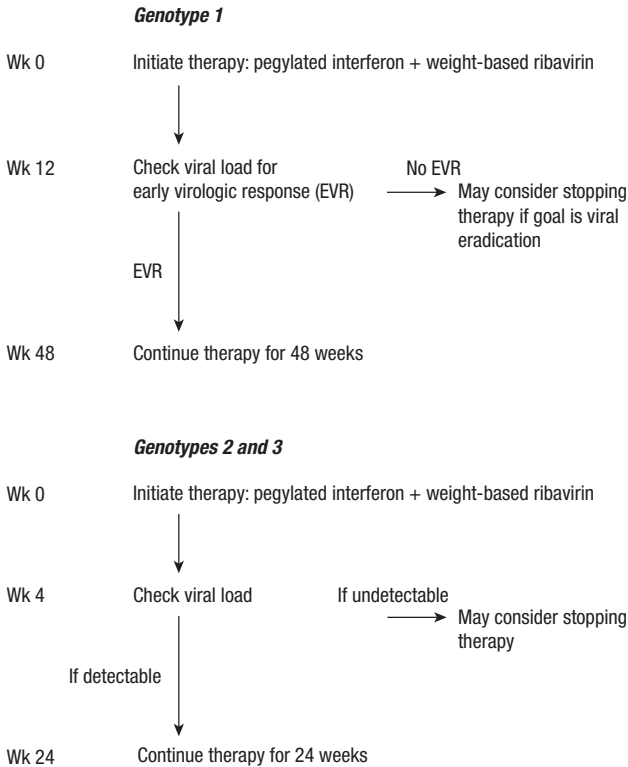 Genotype 1
Wk 0 Initiate therapy: pegylated interferon + weight-based ribavirin
Wk 12 Check viral load for No EVR
early virologic response (EVR) May consider stopping
therapy if goal is viral
eradication
EVR
Wk 48 Continue therapy for 48 weeks
Genotypes 2 and 3
Wk 0 Initiate therapy: pegylated interferon + weight-based ribavirin
Wk 4 Check viral load If undetectable
May consider stopping
therapy
If detectable
Wk 24 Continue therapy for 24 weeks